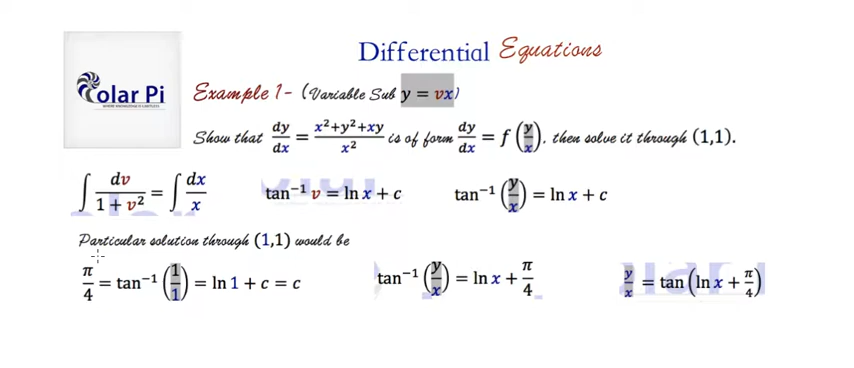 Differential Equations
olar Pi
Example 1- (Variable Sub y = vx)
Show that dy/dx = (x²+y²+xy)/x² is of form dy/dx = f (y/x), then solve it through (1,1).
∫ dv/(1 + v²) = ∫ dx/x    tan⁻¹ v = ln x + c    tan⁻¹ (y/x) = ln x + c
Particular solution through (1,1) would be
π/4 = tan⁻¹ (1/1) = ln 1 + c = c    tan⁻¹ (y/x) = ln x + π/4    y/x = tan (ln x + π/4)